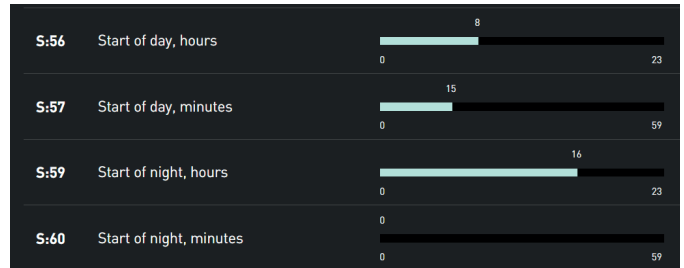 8
S:56 Start of day, hours
0 23
15
S:57 Start of day, minutes
0 59
16
S:59 Start of night, hours
0 23
0
S:60 Start of night, minutes
0 59